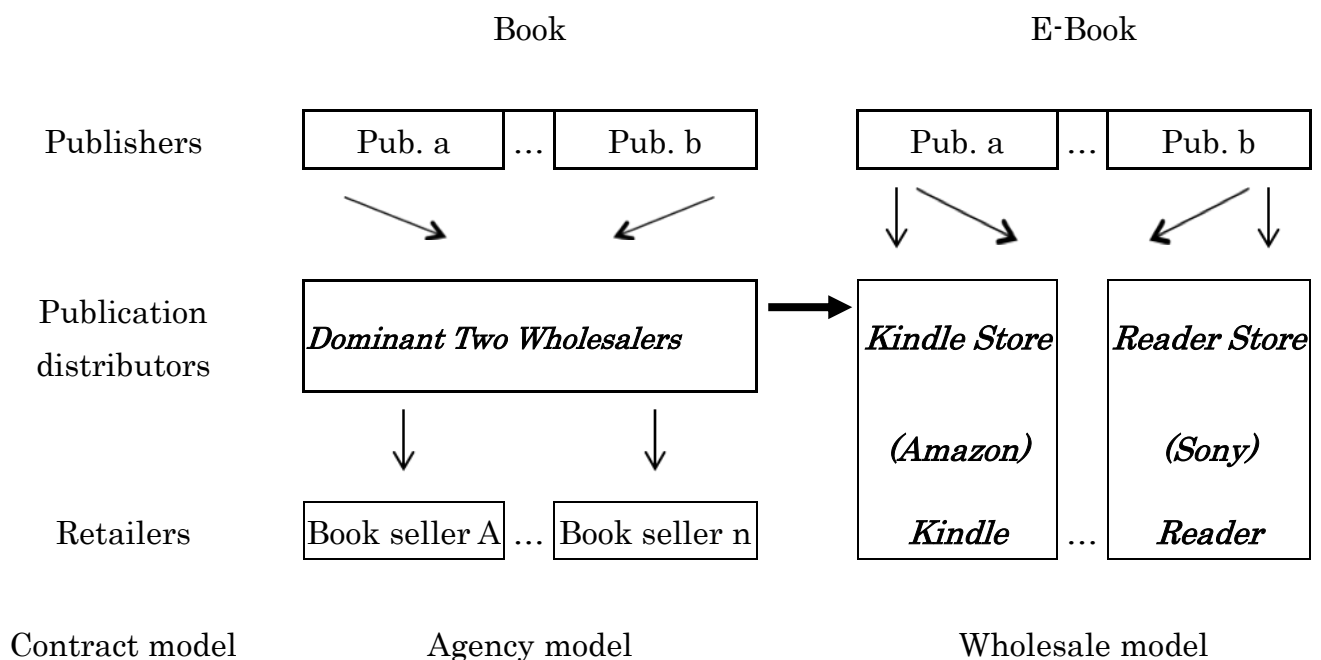 Book E-Book
Publishers Pub. a … Pub. b Pub. a … Pub. b
Publication
distributors
Dominant Two Wholesalers Kindle Store Reader Store
(Amazon) (Sony)
Retailers Book seller A … Book seller n Kindle … Reader
Contract model Agency model Wholesale model